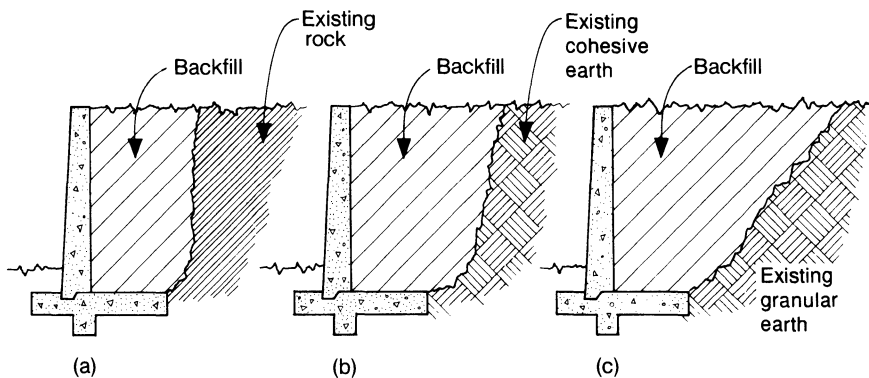 Existing
rock
Backfill
(a)
Existing
cohesive
earth
Backfill
(b)
Backfill
Existing
granular
earth
(c)